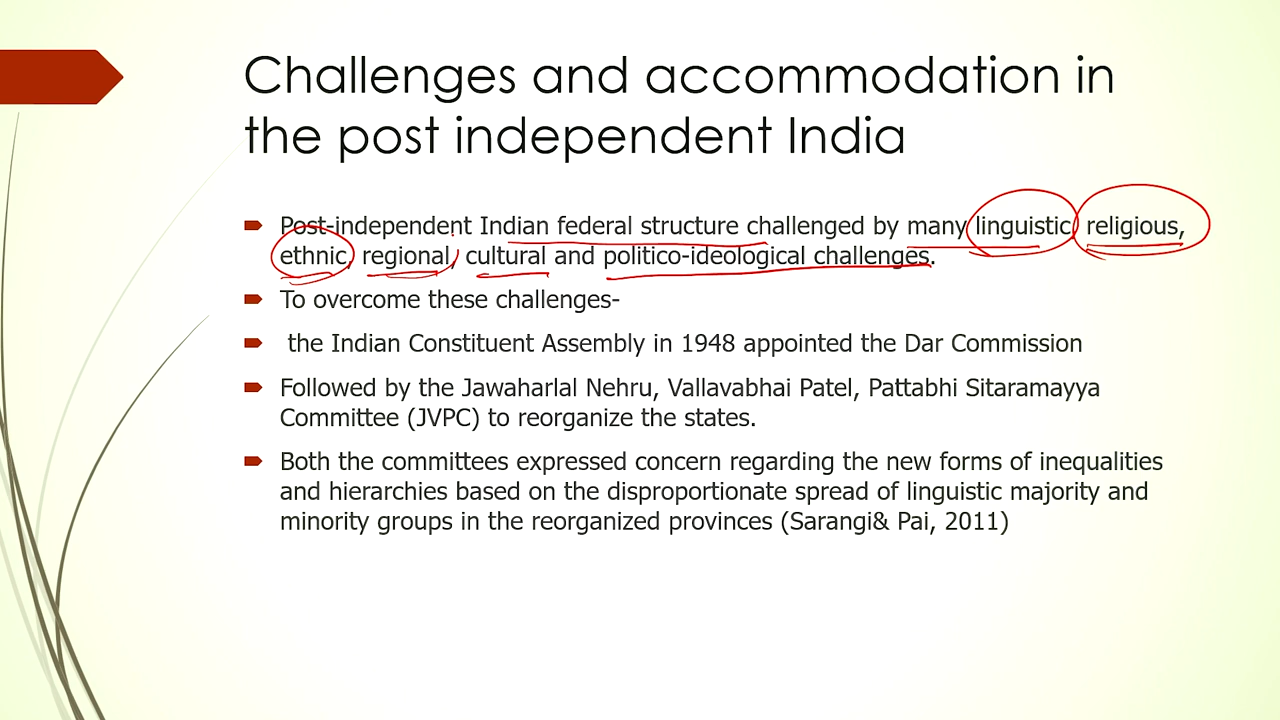 Challenges and accommodation in
the post independent India
Post-independent Indian federal structure challenged by many linguistic, religious,
ethnic, regional, cultural and politico-ideological challenges.
To overcome these challenges-
the Indian Constituent Assembly in 1948 appointed the Dar Commission
Followed by the Jawaharlal Nehru, Vallavabhai Patel, Pattabhi Sitaramayya
Committee (JVPC) to reorganize the states.
Both the committees expressed concern regarding the new forms of inequalities
and hierarchies based on the disproportionate spread of linguistic majority and
minority groups in the reorganized provinces (Sarangi& Pai, 2011)